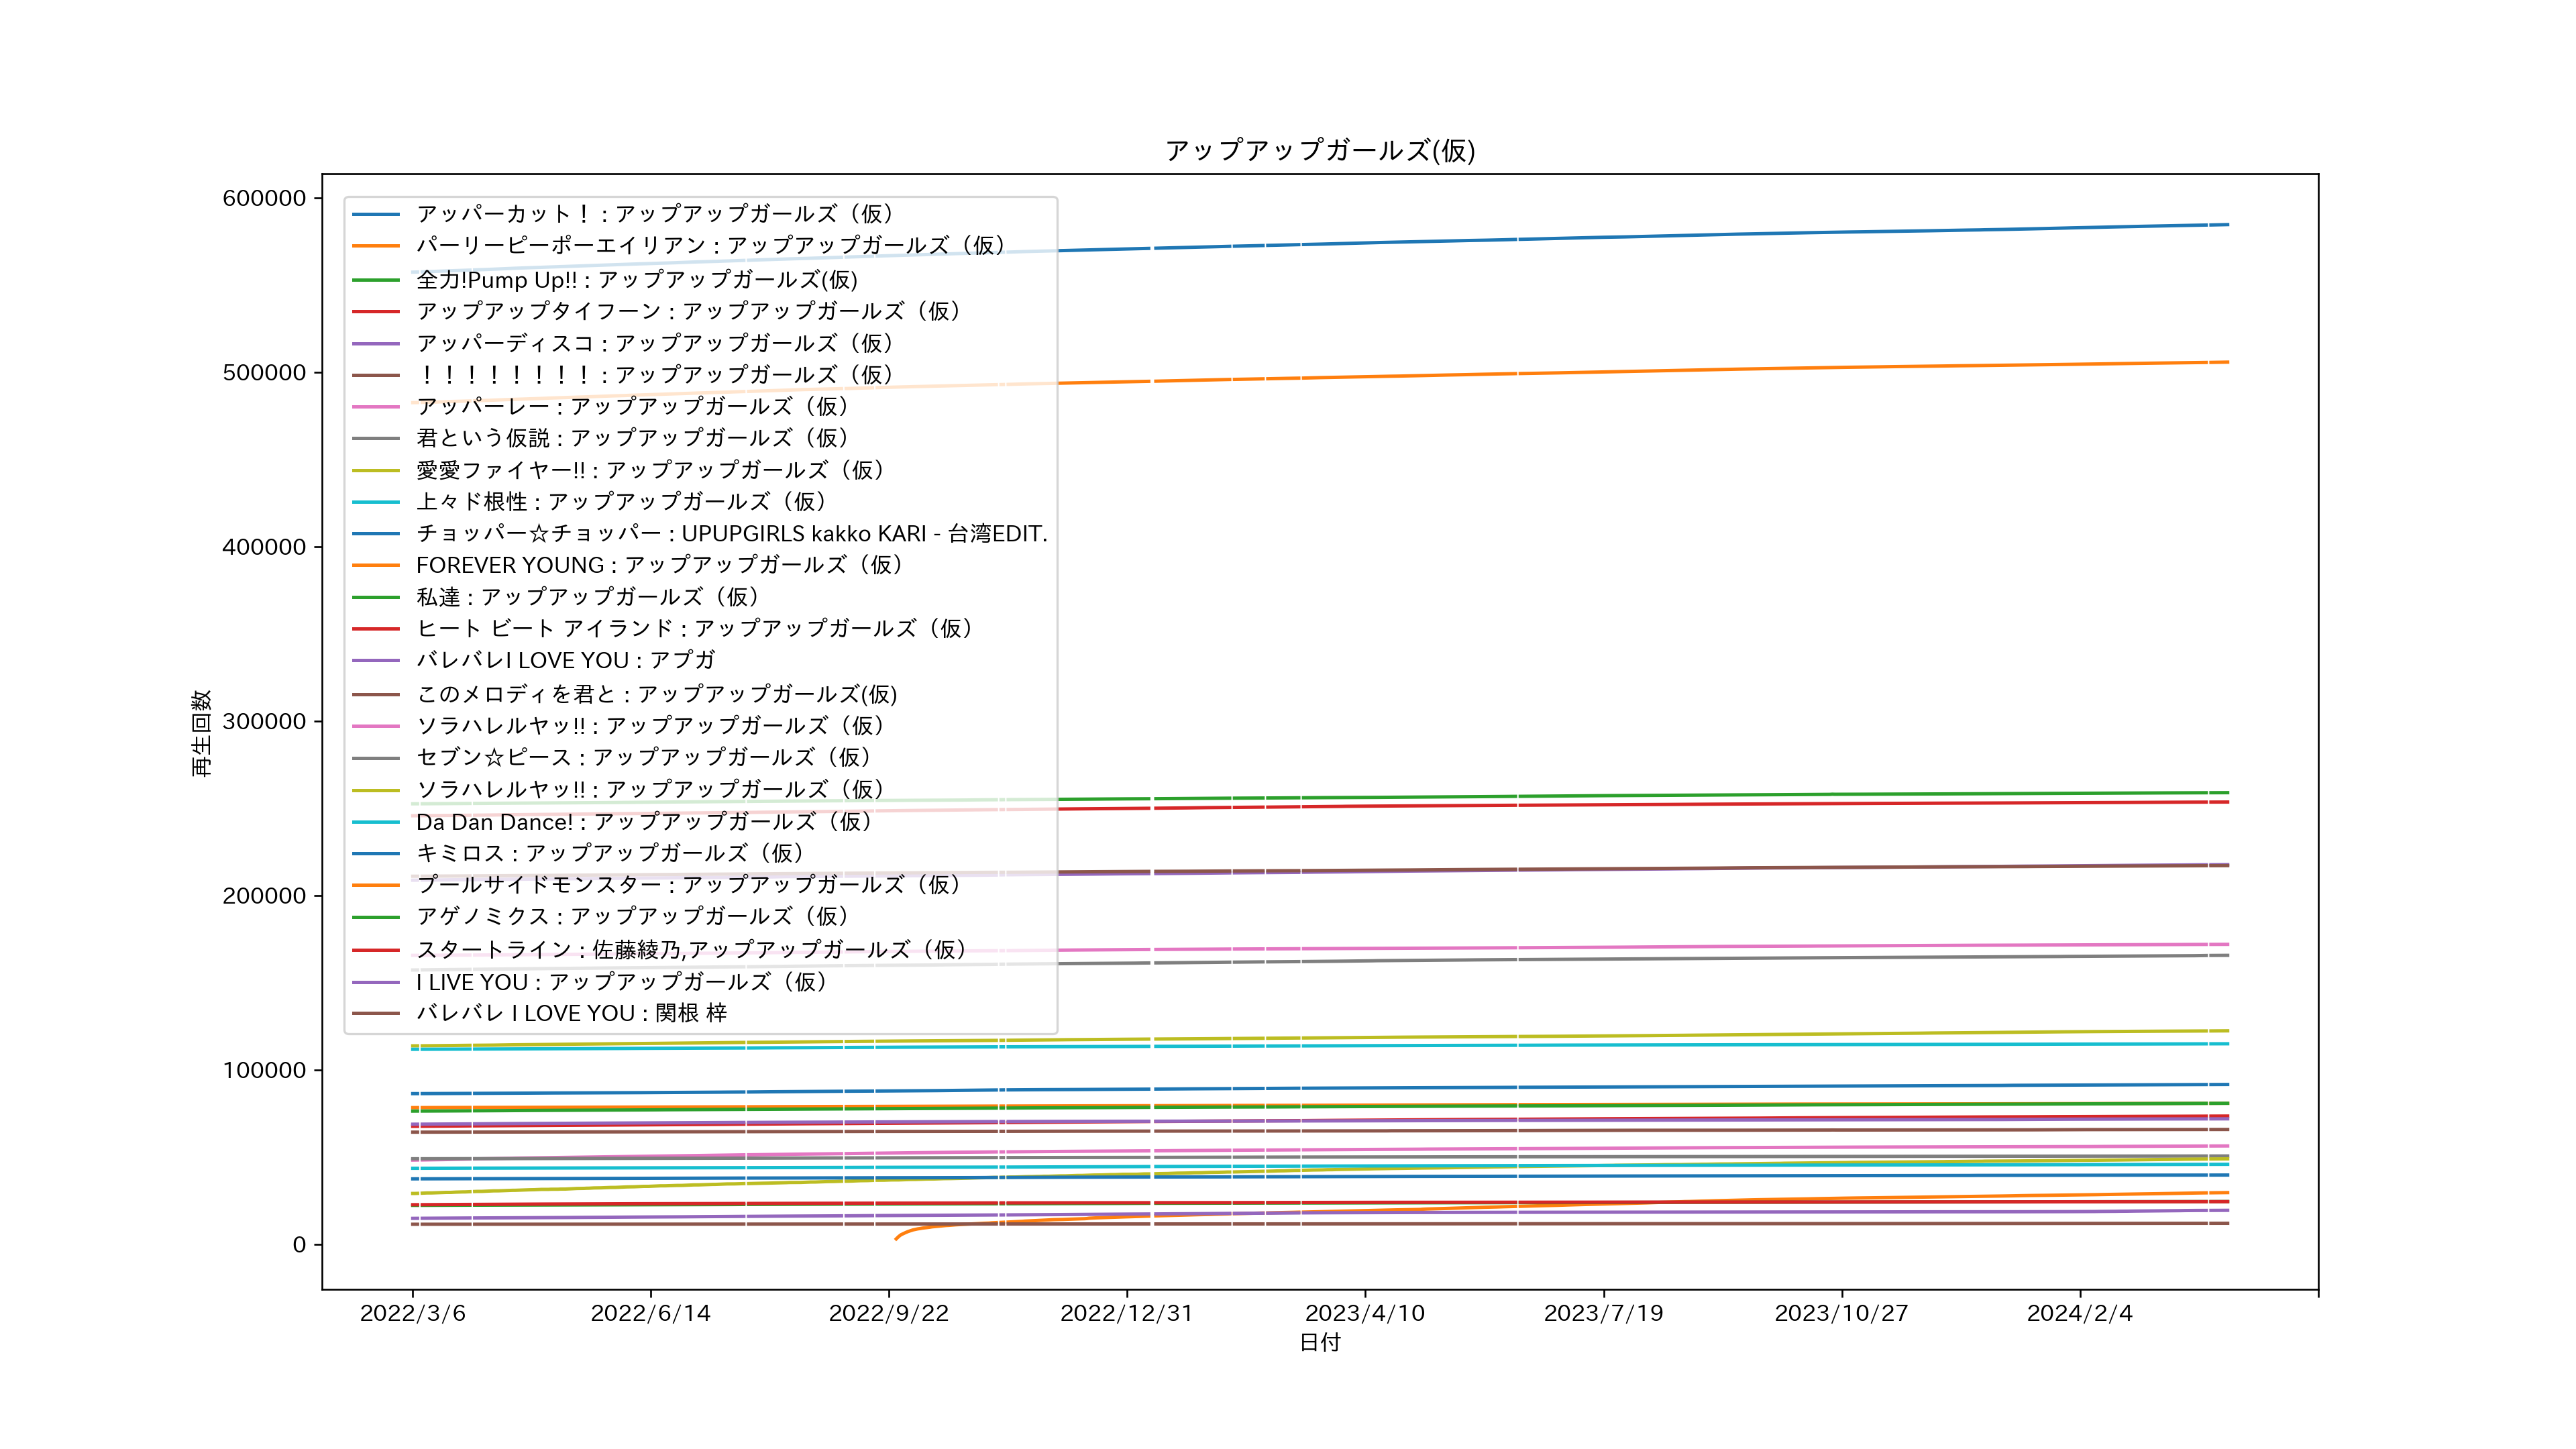 アップアップガールズ(仮)
600000
500000
400000
300000
200000
100000
0
再生回数
アッパーカット！ : アップアップガールズ（仮）
パーリーピーポーエイリアン : アップアップガールズ（仮）
全力!Pump Up!! : アップアップガールズ(仮)
アップアップタイフーン : アップアップガールズ（仮）
アッパーディスコ : アップアップガールズ（仮）
！！！！！！！！ : アップアップガールズ（仮）
アッパーレー : アップアップガールズ（仮）
君という仮説 : アップアップガールズ（仮）
愛愛ファイヤー!! : アップアップガールズ（仮）
上々ド根性 : アップアップガールズ（仮）
チョッパー☆チョッパー : UPUPGIRLS kakko KARI - 台湾EDIT.
FOREVER YOUNG : アップアップガールズ（仮）
私達 : アップアップガールズ（仮）
ヒート ビート アイランド : アップアップガールズ（仮）
バレバレI LOVE YOU : アプガ
このメロディを君と : アップアップガールズ(仮)
ソラハレルヤッ!! : アップアップガールズ（仮）
セブン☆ピース : アップアップガールズ（仮）
ソラハレルヤッ!! : アップアップガールズ（仮）
Da Dan Dance! : アップアップガールズ（仮）
キミロス : アップアップガールズ（仮）
プールサイドモンスター : アップアップガールズ（仮）
アゲノミクス : アップアップガールズ（仮）
スタートライン : 佐藤綾乃,アップアップガールズ（仮）
I LIVE YOU : アップアップガールズ（仮）
バレバレ I LOVE YOU : 関根 梓
2022/3/6 2022/6/14 2022/9/22 2022/12/31 2023/4/10 2023/7/19 2023/10/27 2024/2/4
日付